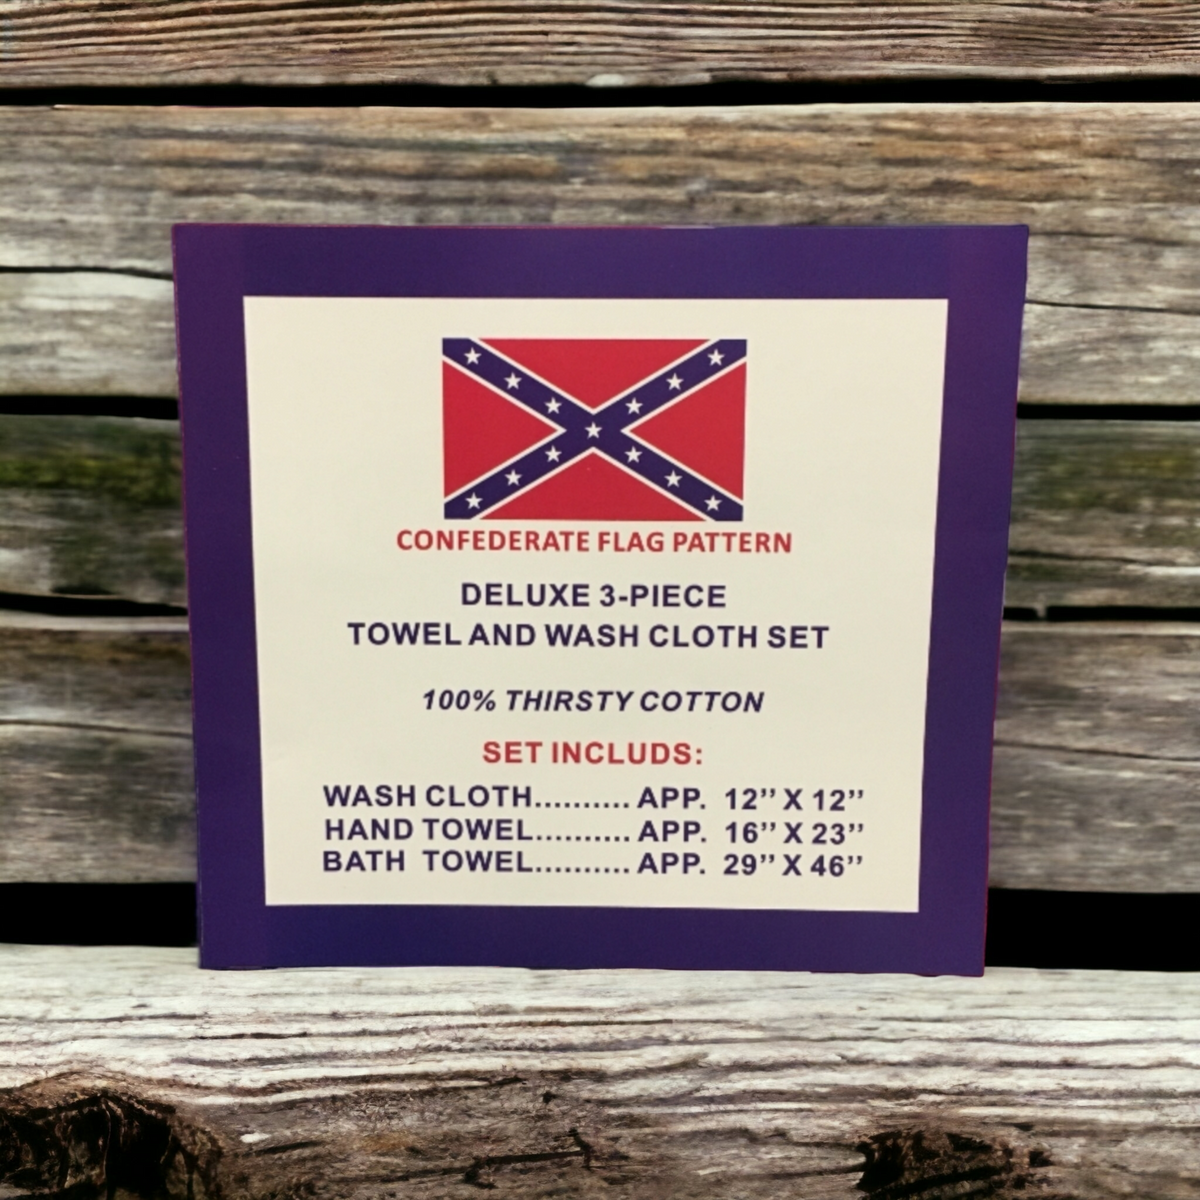 CONFEDERATE FLAG PATTERN
DELUXE 3-PIECE
TOWEL AND WASH CLOTH SET
100% THIRSTY COTTON
SET INCLUDS:
WASH CLOTH.......... APP. 12’’ X 12’’
HAND TOWEL.......... APP. 16’’ X 23’’
BATH TOWEL.......... APP. 29’’ X 46’’